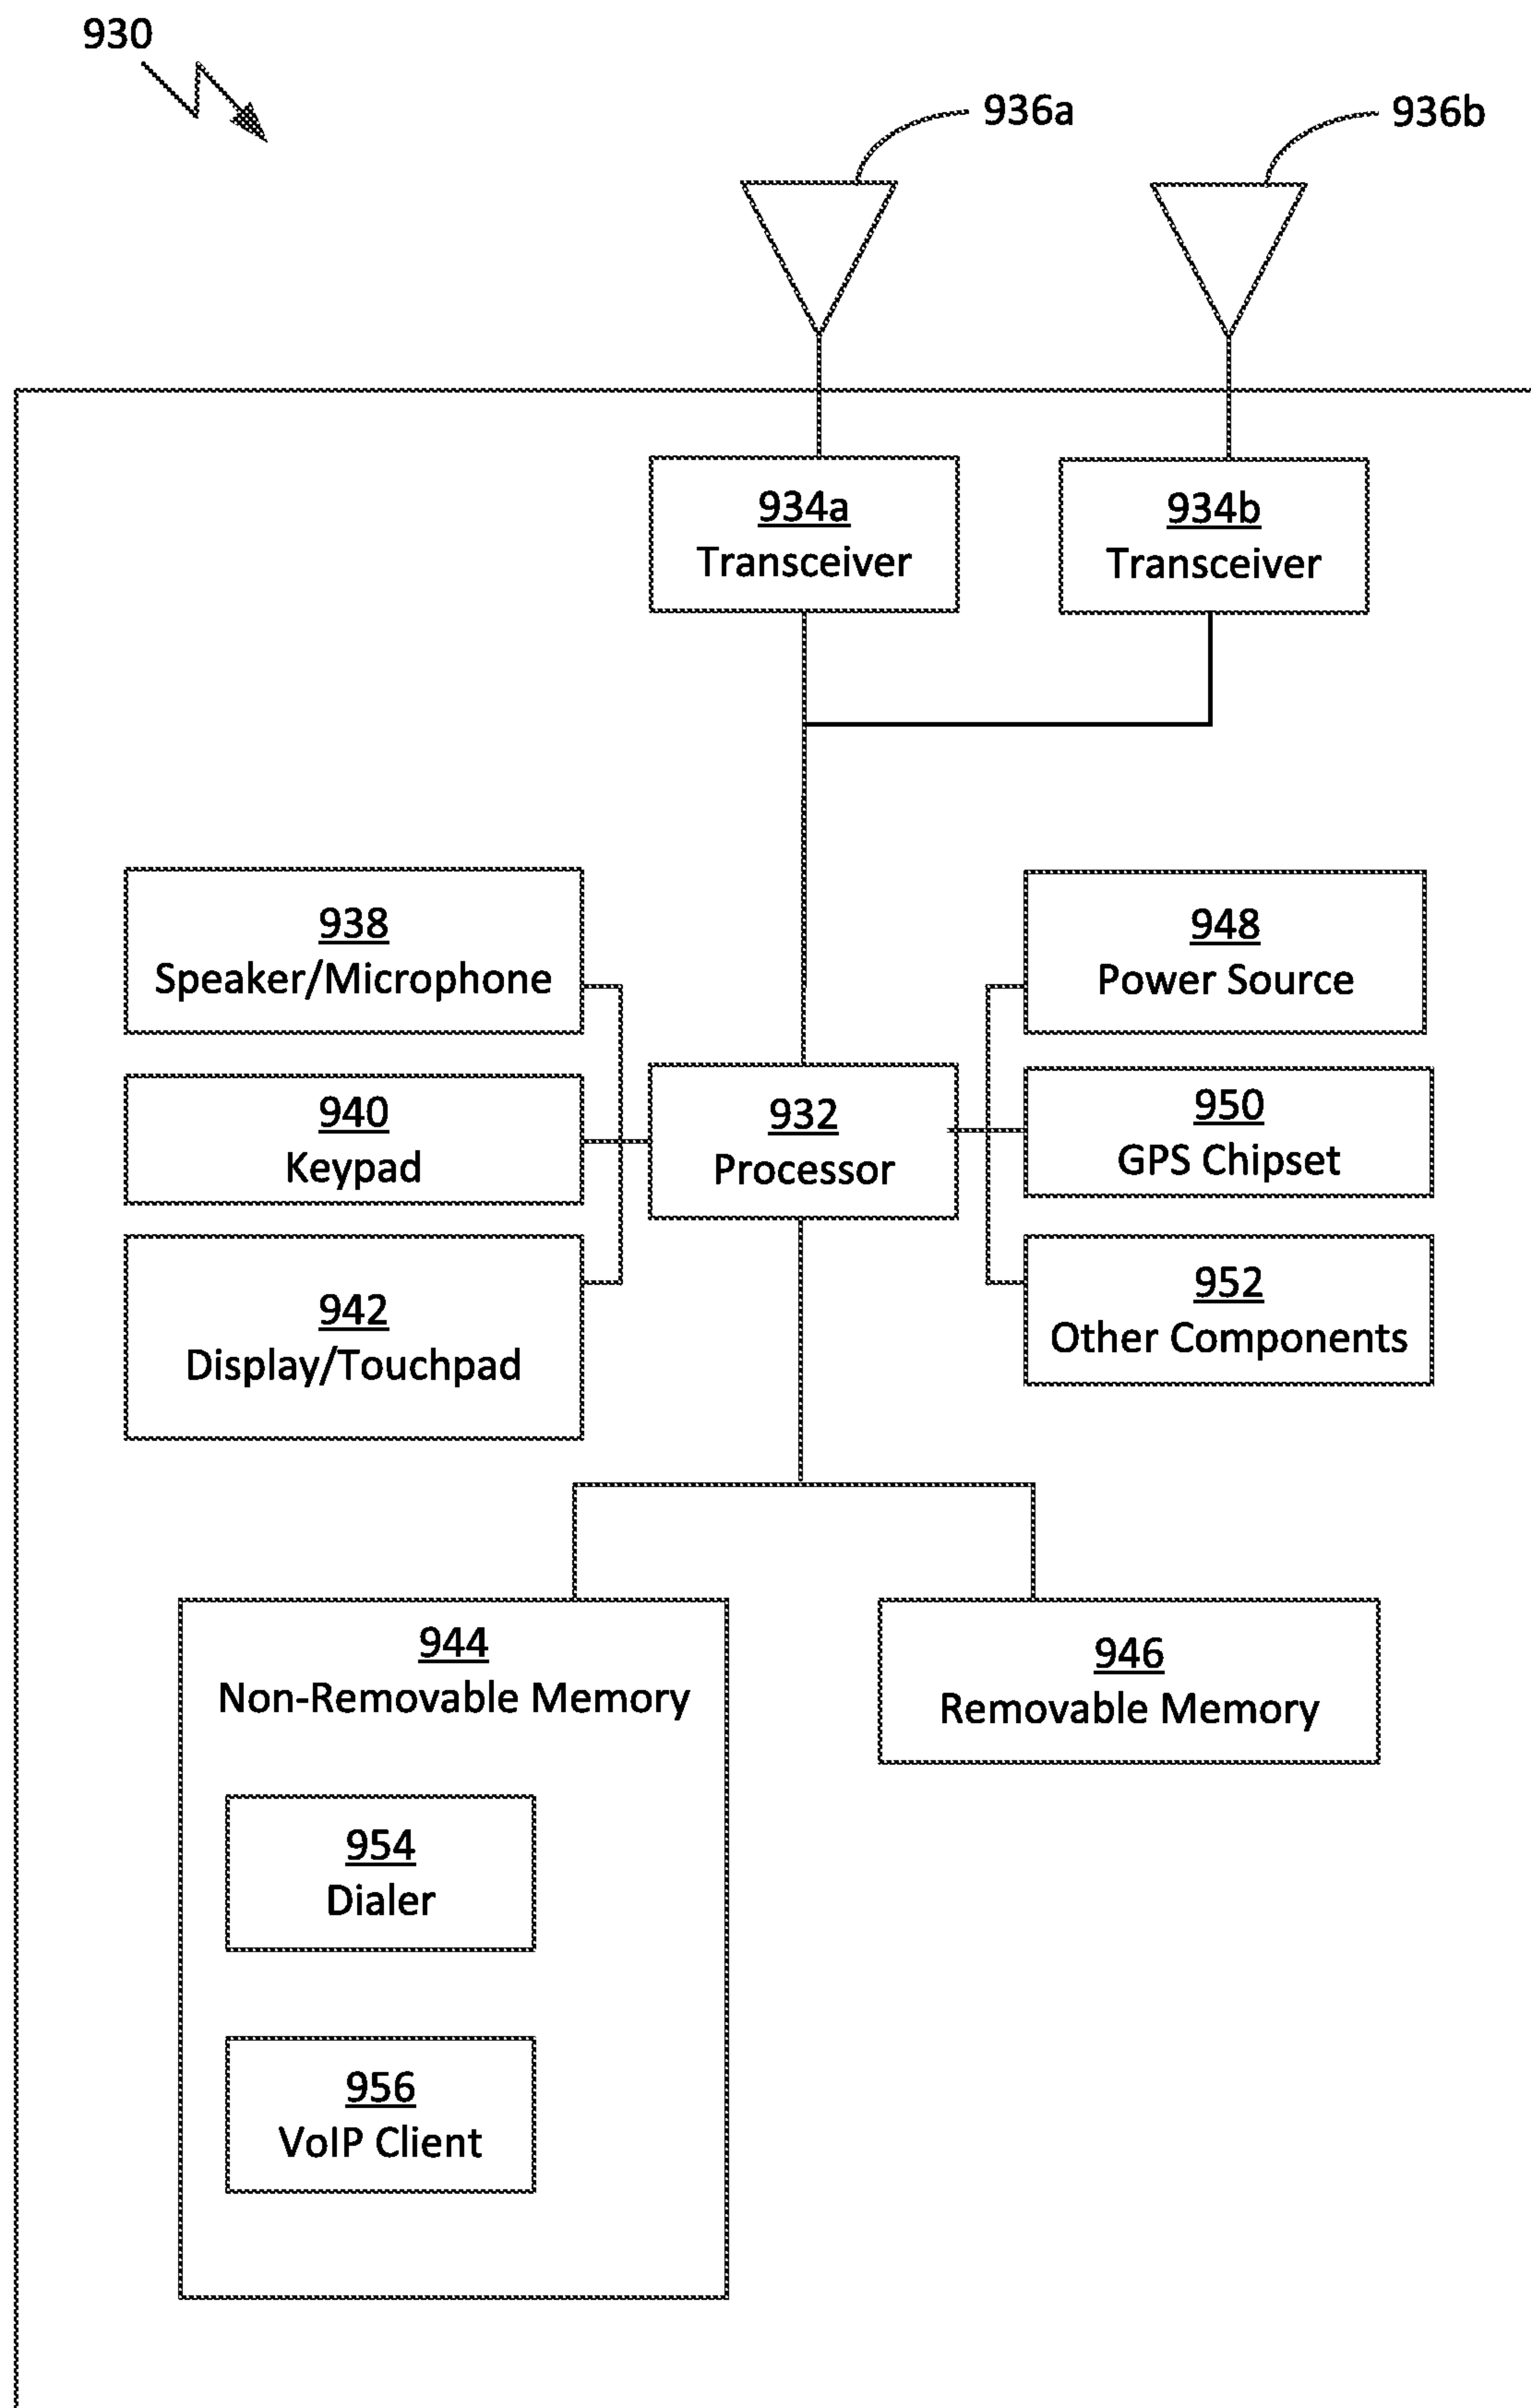 930
936a
936b
934a
Transceiver
934b
Transceiver
938
Speaker/Microphone
948
Power Source
940
Keypad
932
Processor
950
GPS Chipset
942
Display/Touchpad
952
Other Components
944
Non-Removable Memory
946
Removable Memory
954
Dialer
956
VoIP Client